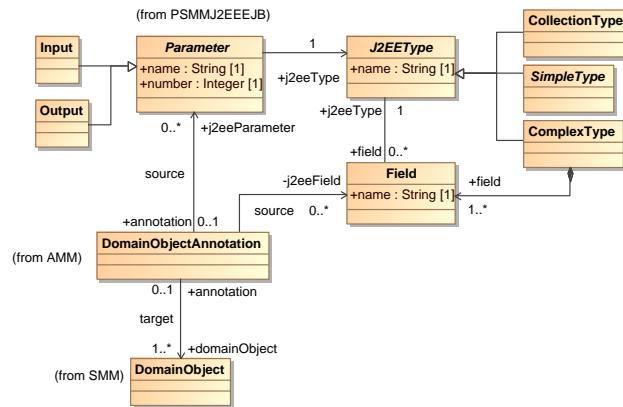 (from PSMMJ2EEEJB)
Input
Output
Parameter
+name : String [1]
+number : Integer [1]
1
+j2eeType
J2EEType
+name : String [1]
CollectionType
SimpleType
ComplexType
0..*
+j2eeParameter
+j2eeType
1
source
+field
0..*
-j2eeField
source
0..*
Field
+name : String [1]
+field
1..*
+annotation
0..1
(from AMM)
DomainObjectAnnotation
0..1
+annotation
target
1..*
+domainObject
(from SMM)
DomainObject